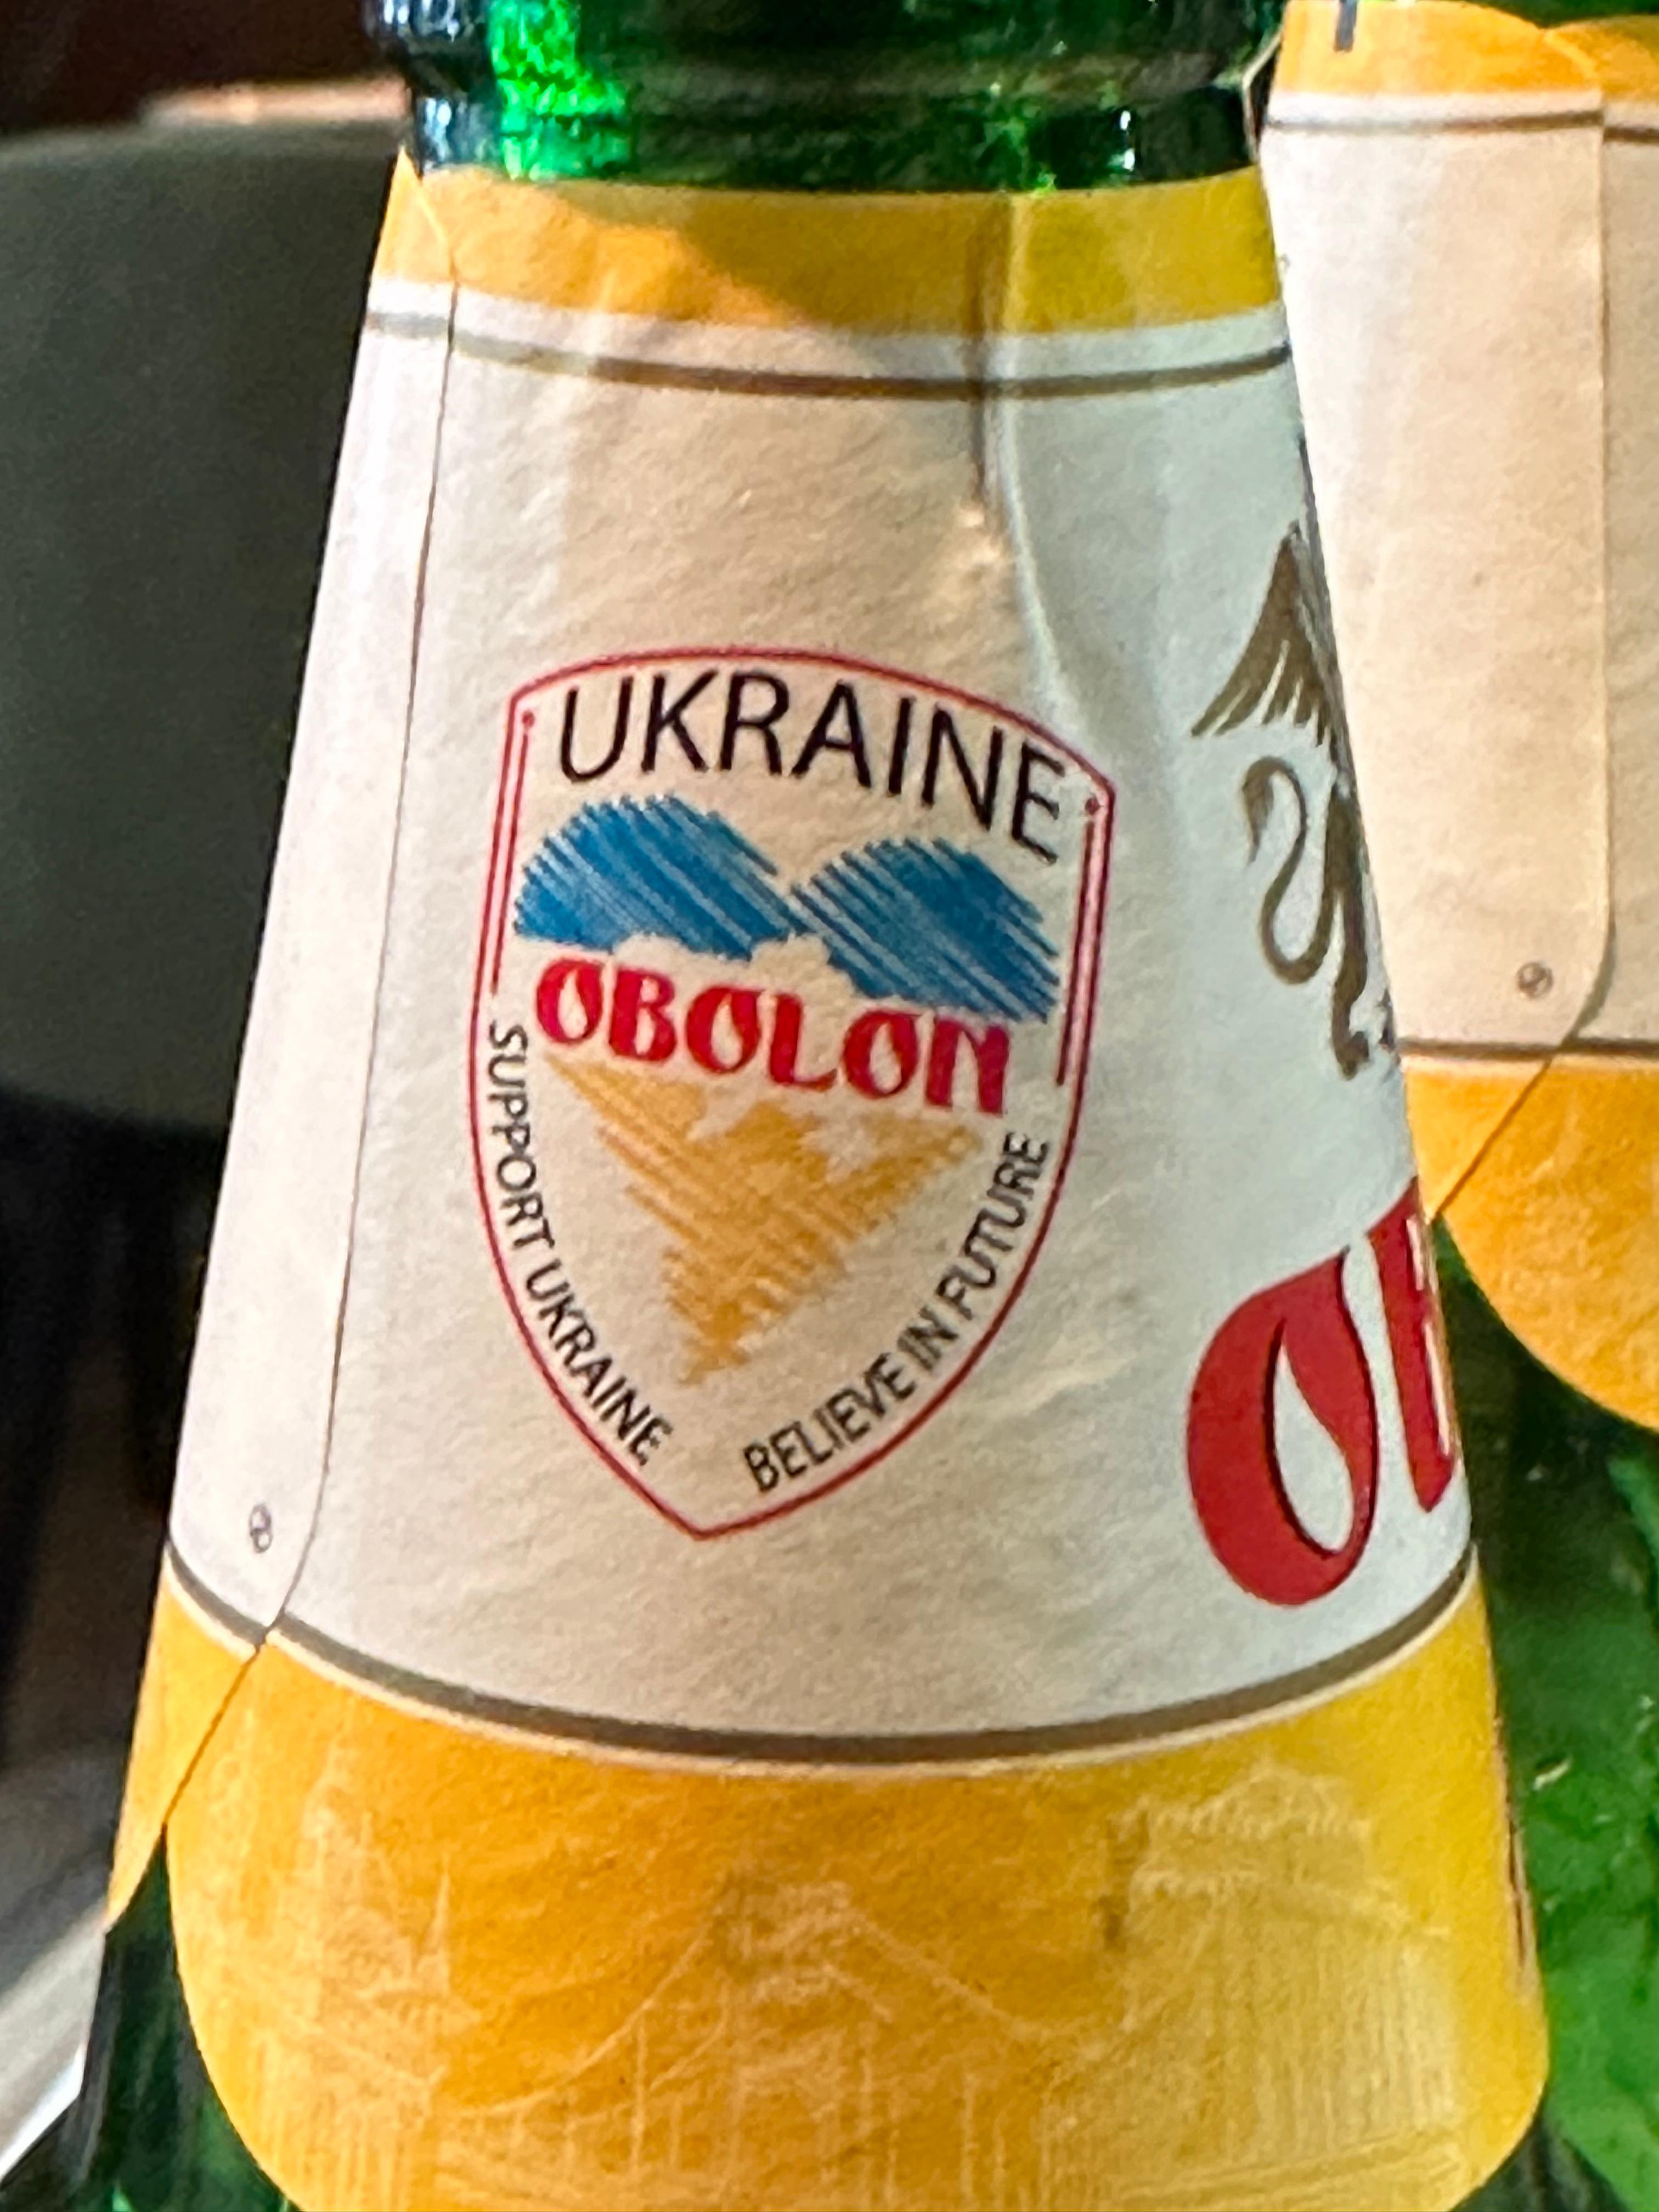 UKRAINE
OBOLON
SUPPORT UKRAINE
BELIEVE IN FUTURE